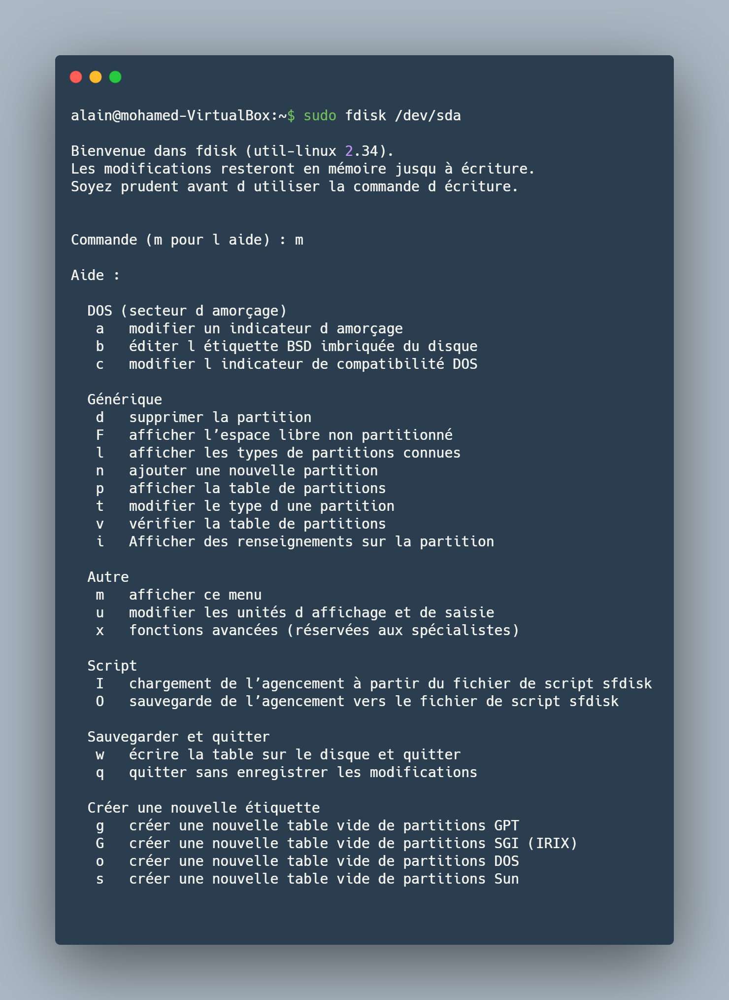 alain@mohamed-VirtualBox:~$ sudo fdisk /dev/sda
Bienvenue dans fdisk (util-linux 2.34).
Les modifications resteront en mémoire jusqu à écriture.
Soyez prudent avant d utiliser la commande d écriture.
Commande (m pour l aide) : m
Aide :
DOS (secteur d amorçage)
a   modifier un indicateur d amorçage
b   éditer l étiquette BSD imbriquée du disque
c   modifier l indicateur de compatibilité DOS
Générique
d   supprimer la partition
F   afficher l’espace libre non partitionné
l   afficher les types de partitions connues
n   ajouter une nouvelle partition
p   afficher la table de partitions
t   modifier le type d une partition
v   vérifier la table de partitions
i   Afficher des renseignements sur la partition
Autre
m   afficher ce menu
u   modifier les unités d affichage et de saisie
x   fonctions avancées (réservées aux spécialistes)
Script
I   chargement de l’agencement à partir du fichier de script sfdisk
O   sauvegarde de l’agencement vers le fichier de script sfdisk
Sauvegarder et quitter
w   écrire la table sur le disque et quitter
q   quitter sans enregistrer les modifications
Créer une nouvelle étiquette
g   créer une nouvelle table vide de partitions GPT
G   créer une nouvelle table vide de partitions SGI (IRIX)
o   créer une nouvelle table vide de partitions DOS
s   créer une nouvelle table vide de partitions Sun